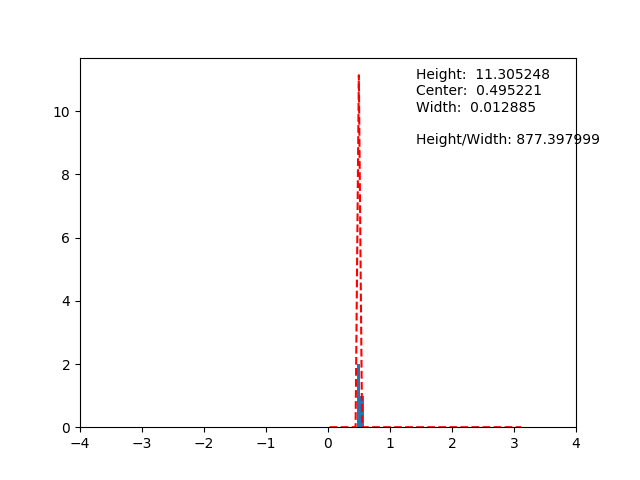 Height:  11.305248
Center:  0.495221
Width:  0.012885
Height/Width: 877.397999
10
8
6
4
2
0
−4 −3 −2 −1 0 1 2 3 4